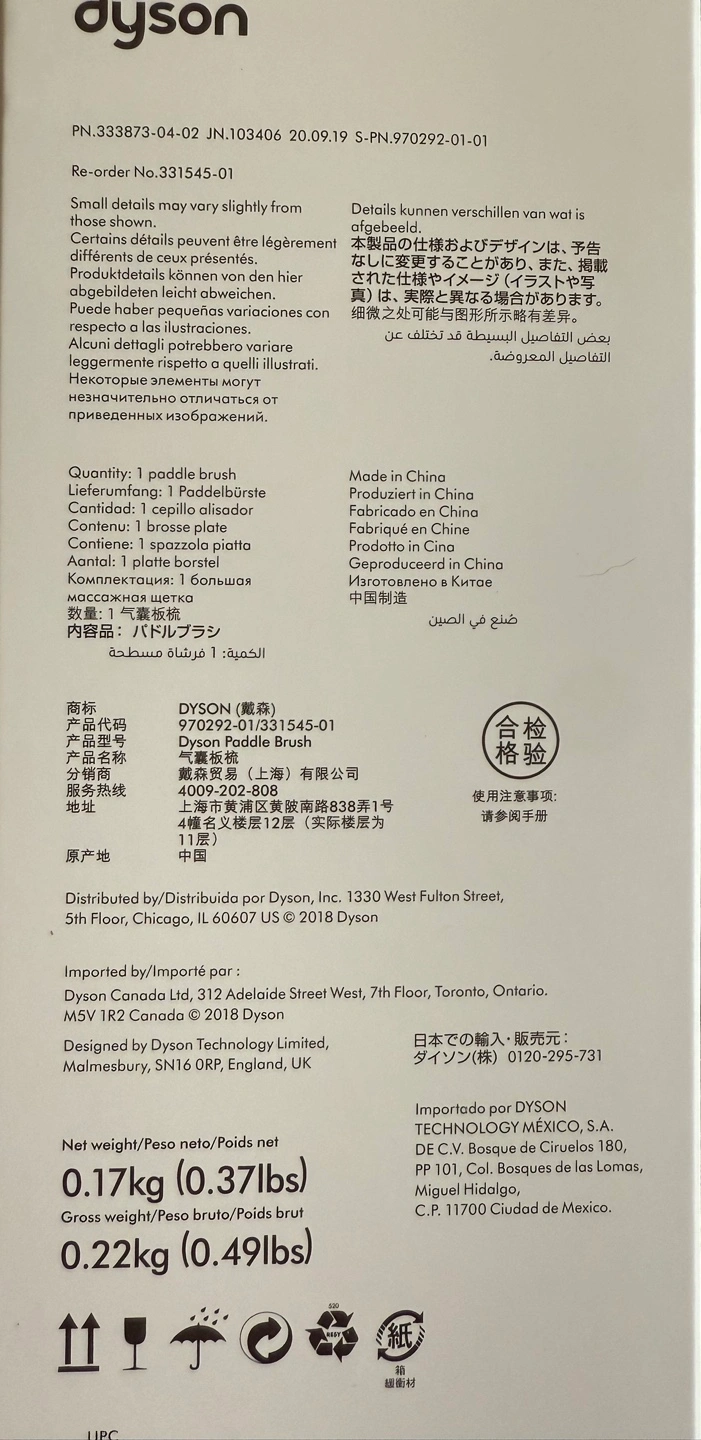 dyson
PN.333873-04-02 JN.103406 20.09.19 S-PN.970292-01-01
Re-order No.331545-01
Small details may vary slightly from
those shown.
Certains détails peuvent être légèrement
différents de ceux présentés.
Produktdetails können von den hier
abgebildeten leicht abweichen.
Puede haber pequeñas variaciones con
respecto a las ilustraciones.
Alcuni dettagli potrebbero variare
leggermente rispetto a quelli illustrati.
Некоторые элементы могут
незначительно отличаться от
приведенных изображений.
Details kunnen verschillen van wat is
afgebeeld.
本製品の仕様およびデザインは、予告
なしに変更することがあり、また、掲載
された仕様やイメージ（イラストや写
真）は、実際と異なる場合があります。
细微之处可能与图形所示略有差异。
بعض التفاصيل البسيطة قد تختلف عن
التفاصيل المعروضة.
Quantity: 1 paddle brush
Lieferumfang: 1 Paddelbürste
Cantidad: 1 cepillo alisador
Contenu: 1 brosse plate
Contiene: 1 spazzola piatta
Aantal: 1 platte borstel
Комплектация: 1 большая
массажная щетка
数量: 1 气囊板梳
内容品： パドルブラシ
الكمية: 1 فرشاة مسطحة
Made in China
Produziert in China
Fabricado en China
Fabriqué en Chine
Prodotto in Cina
Geproduceerd in China
Изготовлено в Китае
中国制造
صُنع في الصين
商标 DYSON (戴森)
产品代码 970292-01/331545-01
产品型号 Dyson Paddle Brush
产品名称 气囊板梳
分销商 戴森贸易（上海）有限公司
服务热线 4009-202-808
地址 上海市黄浦区黄陂南路838弄1号
4幢名义楼层12层（实际楼层为
11层）
原产地 中国
合检
格验
使用注意事项:
请参阅手册
Distributed by/Distribuida por Dyson, Inc. 1330 West Fulton Street,
5th Floor, Chicago, IL 60607 US © 2018 Dyson
Imported by/Importé par :
Dyson Canada Ltd, 312 Adelaide Street West, 7th Floor, Toronto, Ontario.
M5V 1R2 Canada © 2018 Dyson
Designed by Dyson Technology Limited,
Malmesbury, SN16 0RP, England, UK
日本での輸入・販売元：
ダイソン(株) 0120-295-731
Importado por DYSON
TECHNOLOGY MÉXICO, S.A.
DE C.V. Bosque de Ciruelos 180,
PP 101, Col. Bosques de las Lomas,
Miguel Hidalgo,
C.P. 11700 Ciudad de Mexico.
Net weight/Peso neto/Poids net
0.17kg (0.37lbs)
Gross weight/Peso bruto/Poids brut
0.22kg (0.49lbs)
520
RESY
紙
箱
緩衝材
UPC